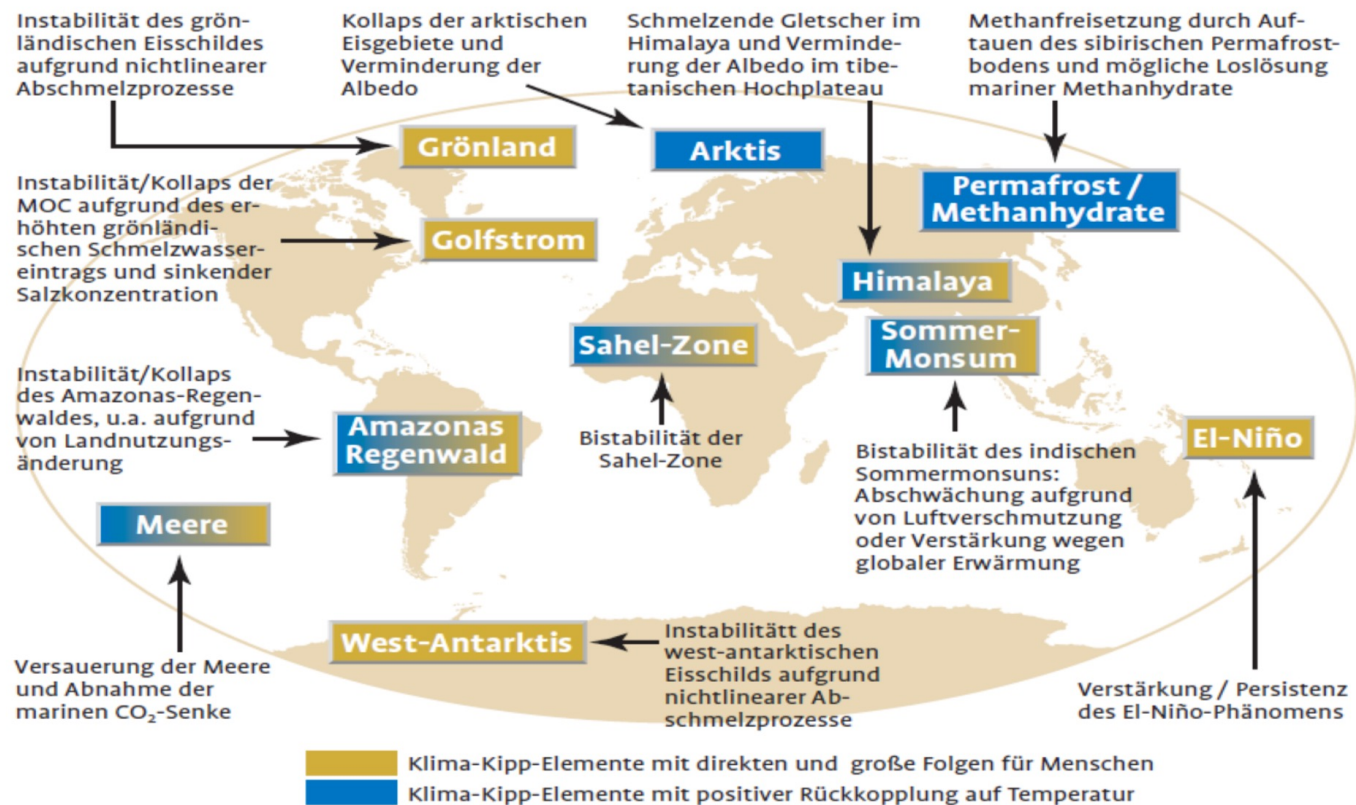 Instabilität des grön-
ländischen Eisschildes
aufgrund nichtlinearer
Abschmelzprozesse
Kollaps der arktischen
Eisgebiete und
Verminderung der
Albedo
Schmelzende Gletscher im
Himalaya und Verminde-
rung der Albedo im tibe-
tanischen Hochplateau
Methanfreisetzung durch Auf-
tauen des sibirischen Permafrost-
bodens und mögliche Loslösung
mariner Methanhydrate
Grönland
Arktis
Permafrost /
Methanhydrate
Instabilität/Kollaps der
MOC aufgrund des er-
höhten grönländi-
schen Schmelzwasser-
eintrags und sinkender
Salzkonzentration
Golfstrom
Himalaya
Sahel-Zone
Sommer-
Monsum
Instabilität/Kollaps
des Amazonas-Regen-
waldes, u.a. aufgrund
von Landnutzungs-
änderung
Amazonas
Regenwald
Bistabilität der
Sahel-Zone
Bistabilität des indischen
Sommermonsuns:
Abschwächung aufgrund
von Luftverschmutzung
oder Verstärkung wegen
globaler Erwärmung
El-Niño
Meere
West-Antarktis
Instabilitätt des
west-antarktischen
Eisschilds aufgrund
nichtlinearer Ab-
schmelzprozesse
Versauerung der Meere
und Abnahme der
marinen CO₂-Senke
Verstärkung / Persistenz
des El-Niño-Phänomens
Klima-Kipp-Elemente mit direkten und große Folgen für Menschen
Klima-Kipp-Elemente mit positiver Rückkopplung auf Temperatur